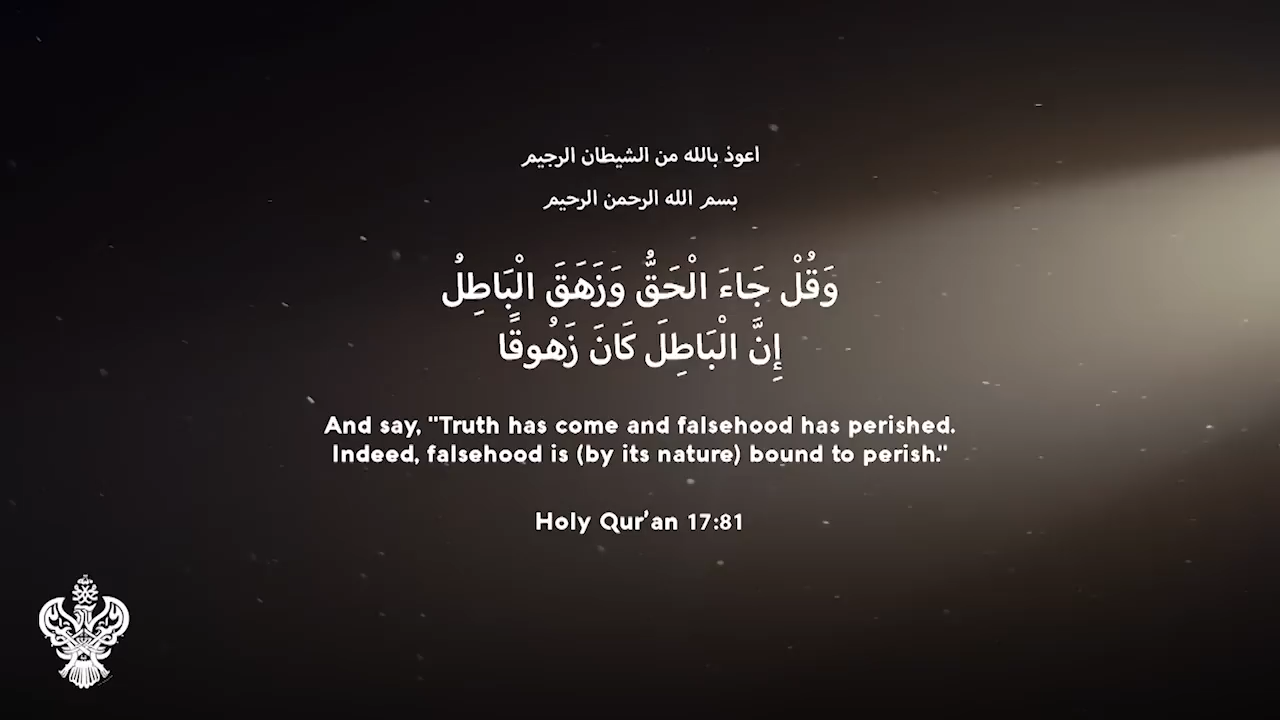 اعوذ بالله من الشيطان الرجيم
بسم الله الرحمن الرحيم
وَقُلْ جَاءَ الْحَقُّ وَزَهَقَ الْبَاطِلُ
إِنَّ الْبَاطِلَ كَانَ زَهُوقًا
And say, "Truth has come and falsehood has perished.
Indeed, falsehood is (by its nature) bound to perish."
Holy Qur'an 17:81